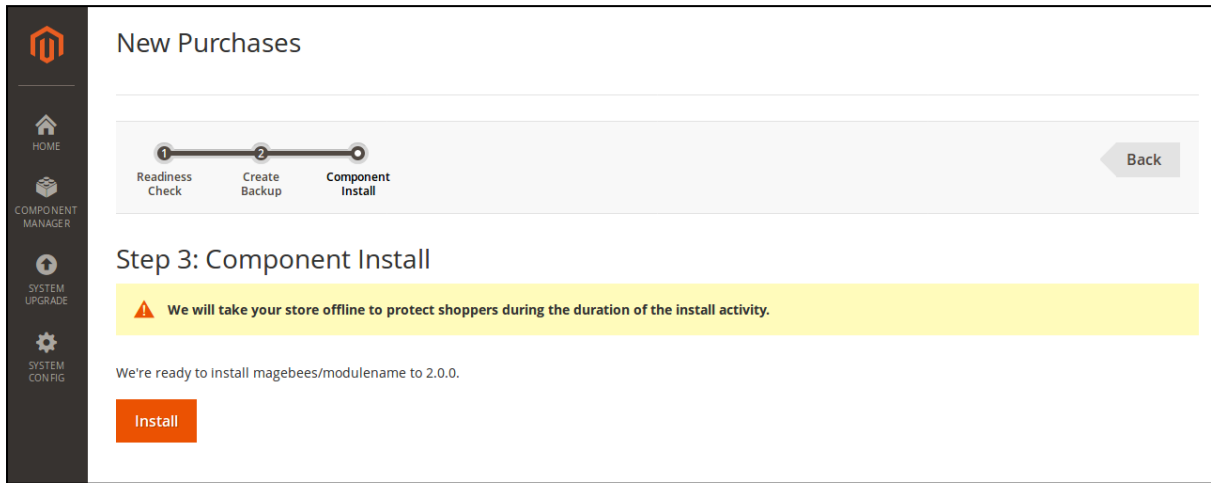 New Purchases
HOME
COMPONENT
MANAGER
SYSTEM
UPGRADE
SYSTEM
CONFIG
1
2
Readiness
Check
Create
Backup
Component
Install
Back
Step 3: Component Install
We will take your store offline to protect shoppers during the duration of the install activity.
We're ready to install magebees/modulename to 2.0.0.
Install